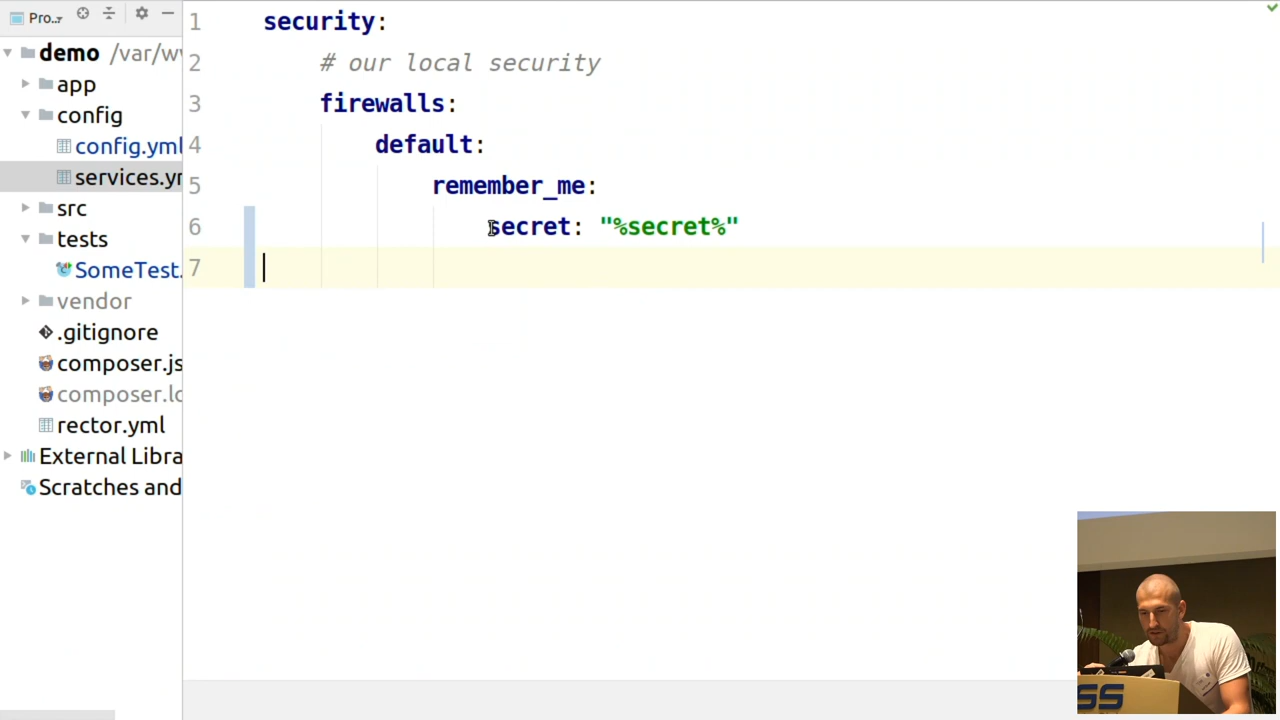 Pro..
demo /var/w
app
config
config.yml
services.y
src
tests
SomeTest.
vendor
.gitignore
composer.js
composer.lo
rector.yml
External Libra
Scratches and
1 security:
2 # our local security
3 firewalls:
4 default:
5 remember_me:
6 secret: "%secret%"
7
SS